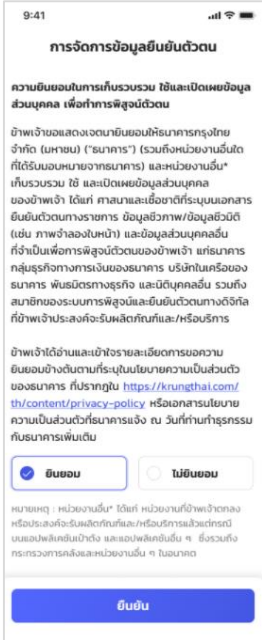 9:41
การจัดการข้อมูลยืนยันตัวตน
ความยินยอมในการเก็บรวบรวม ใช้และเปิดเผยข้อมูล
ส่วนบุคคล เพื่อทำการพิสูจน์ตัวตน
ข้าพเจ้าขอแสดงเจตนายินยอมให้ธนาคารกรุงไทย
จำกัด (มหาชน) ("ธนาคาร") (รวมถึงหน่วยงานอื่นใด
ที่ได้รับมอบหมายจากธนาคาร) และหน่วยงานอื่น*
เก็บรวบรวม ใช้ และเปิดเผยข้อมูลส่วนบุคคล
ของข้าพเจ้า ได้แก่ ศาสนาและเชื้อชาติที่ระบุบนเอกสาร
ยืนยันตัวตนทางราชการ ข้อมูลชีวภาพ/ข้อมูลชีวมิติ
(เช่น ภาพจำลองใบหน้า) และข้อมูลส่วนบุคคลอื่น
ที่จำเป็นเพื่อการพิสูจน์ตัวตนของข้าพเจ้า แก่ธนาคาร
กลุ่มธุรกิจทางการเงินของธนาคาร บริษัทในเครือของ
ธนาคาร พันธมิตรทางธุรกิจ และนิติบุคคลอื่น รวมถึง
สมาชิกของระบบการพิสูจน์และยืนยันตัวตนทางดิจิทัล
ที่ข้าพเจ้าประสงค์จะรับผลิตภัณฑ์และ/หรือบริการ
ข้าพเจ้าได้อ่านและเข้าใจรายละเอียดการขอความ
ยินยอมข้างต้นตามที่ระบุในนโยบายความเป็นส่วนตัว
ของธนาคาร ที่ปรากฏใน https://krungthai.com/
th/content/privacy-policy หรือเอกสารนโยบาย
ความเป็นส่วนตัวที่ธนาคารแจ้ง ณ วันที่ท่านทำธุรกรรม
กับธนาคารเพิ่มเติม
ยินยอม ไม่ยินยอม
หมายเหตุ : หน่วยงานอื่น* ได้แก่ หน่วยงานที่ข้าพเจ้าตกลง
หรือประสงค์จะรับผลิตภัณฑ์และ/หรือบริการแล้วแต่กรณี
บนแอปพลิเคชันเป๋าตัง และแอปพลิเคชันอื่น ๆ ซึ่งรวมถึง
กระทรวงการคลังและหน่วยงานอื่น ๆ ในอนาคต
ยืนยัน